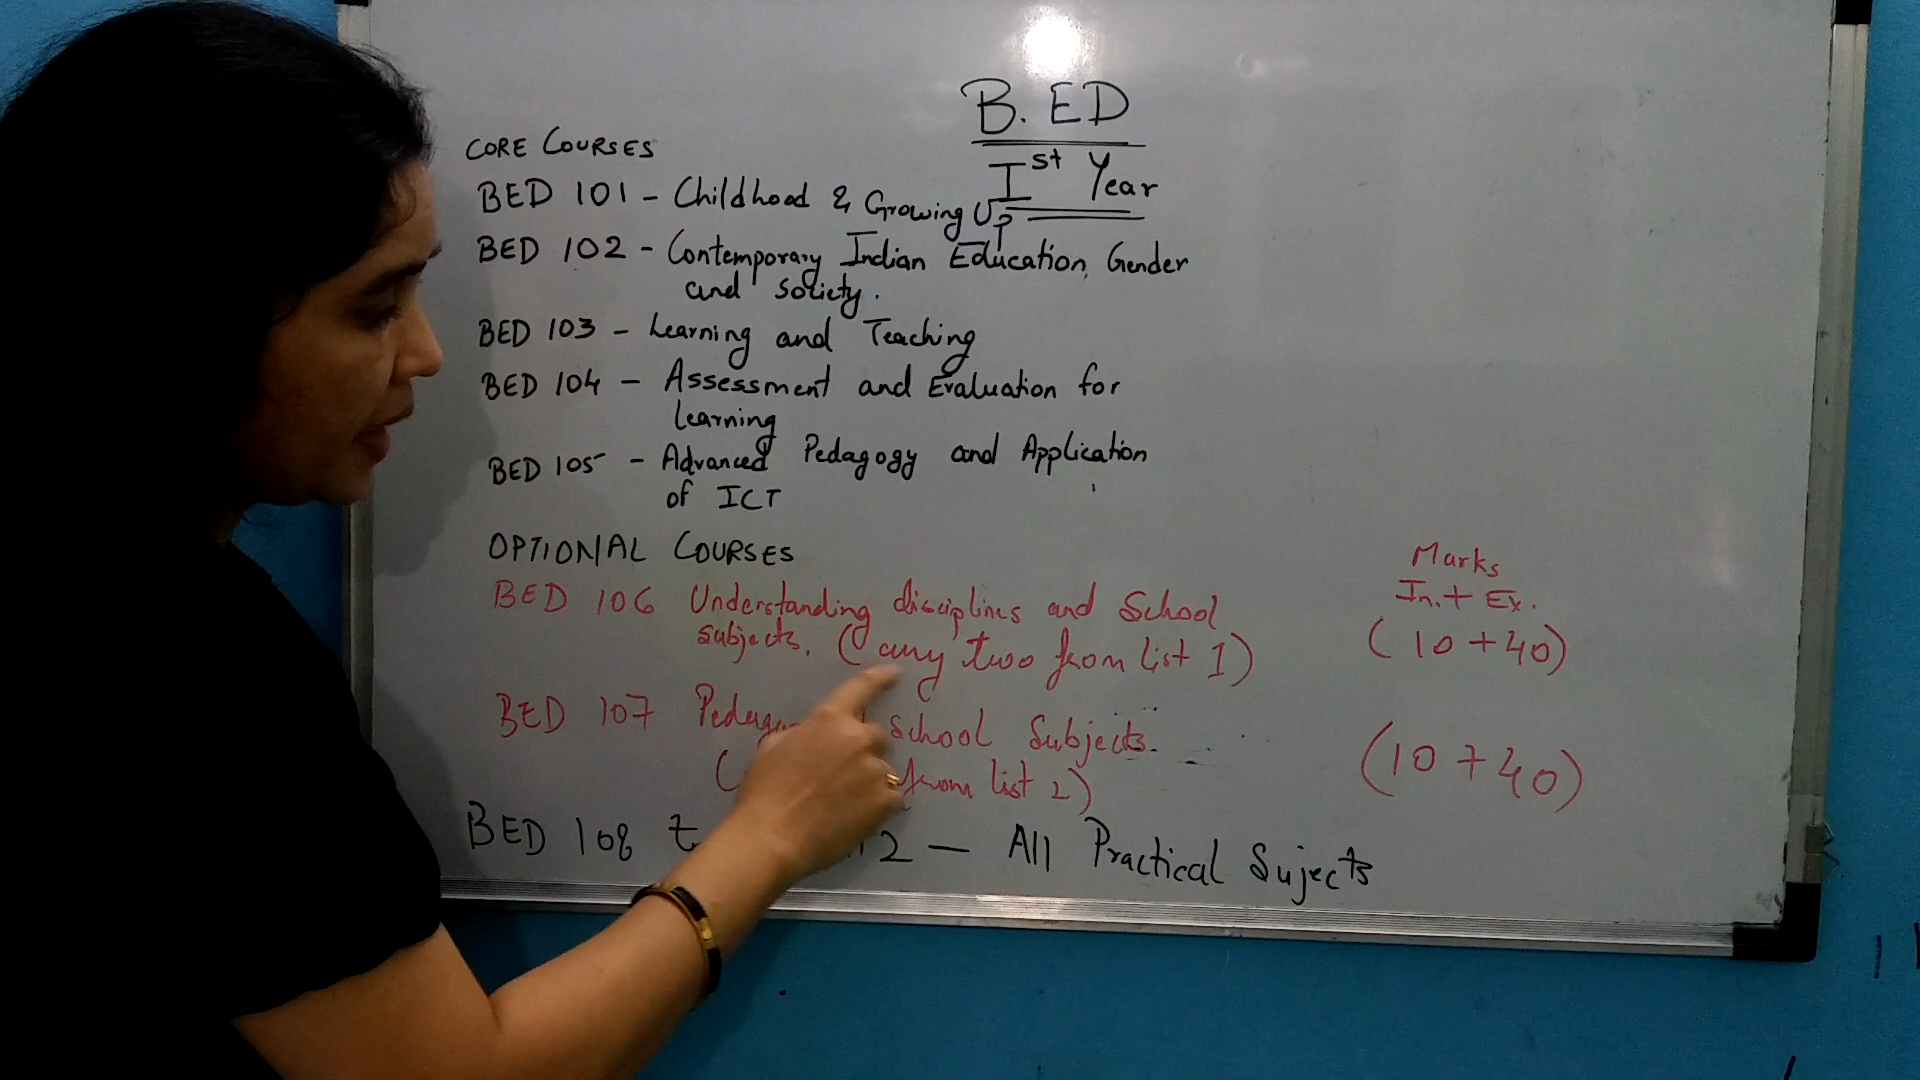 B. ED
Ist Year
CORE COURSES
BED 101 - Childhood & Growing Up
BED 102 - Contemporary Indian Education, Gender
and society.
BED 103 - Learning and Teaching
BED 104 - Assessment and Evaluation for
learning
BED 105 - Advanced Pedagogy and Application
of ICT
OPTIONAL COURSES
Marks
In. + Ex.
BED 106 Understanding disciplines and School
subjects. (any two from list 1)
(10 + 40)
BED 107 School Subjects.
from list 2)
(10 + 40)
BED 108 112 — All Practical Sujects